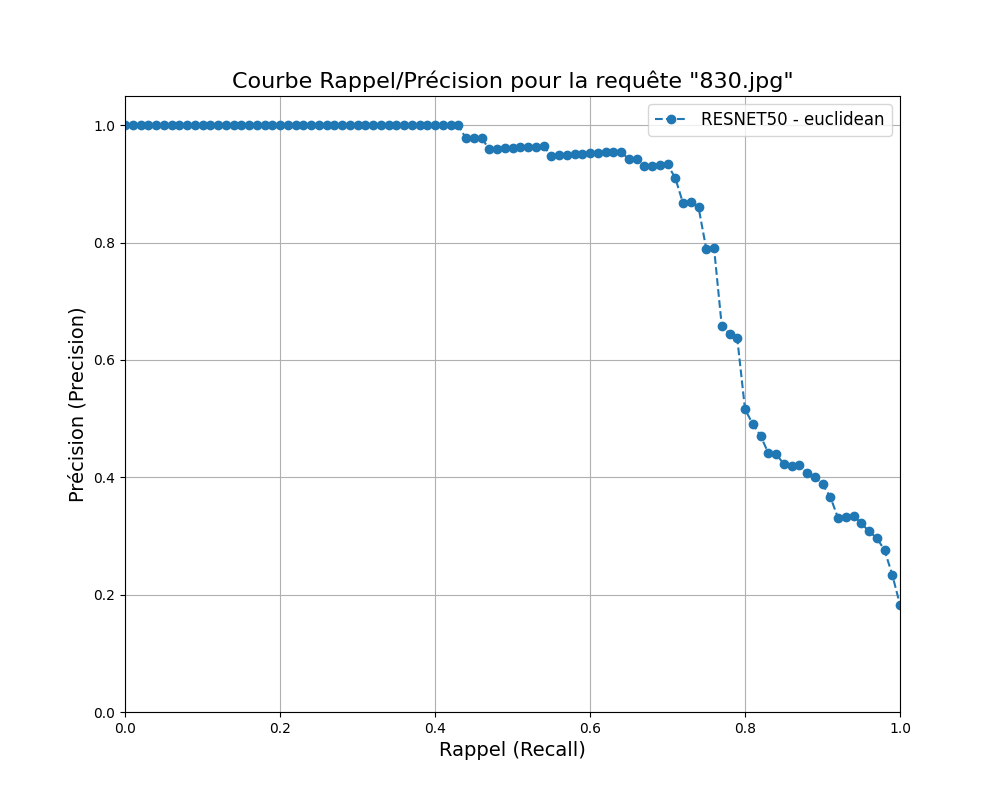 Courbe Rappel/Précision pour la requête "830.jpg"
RESNET50 - euclidean
1.0
0.8
0.6
0.4
0.2
0.0
Précision (Precision)
0.0 0.2 0.4 0.6 0.8 1.0
Rappel (Recall)